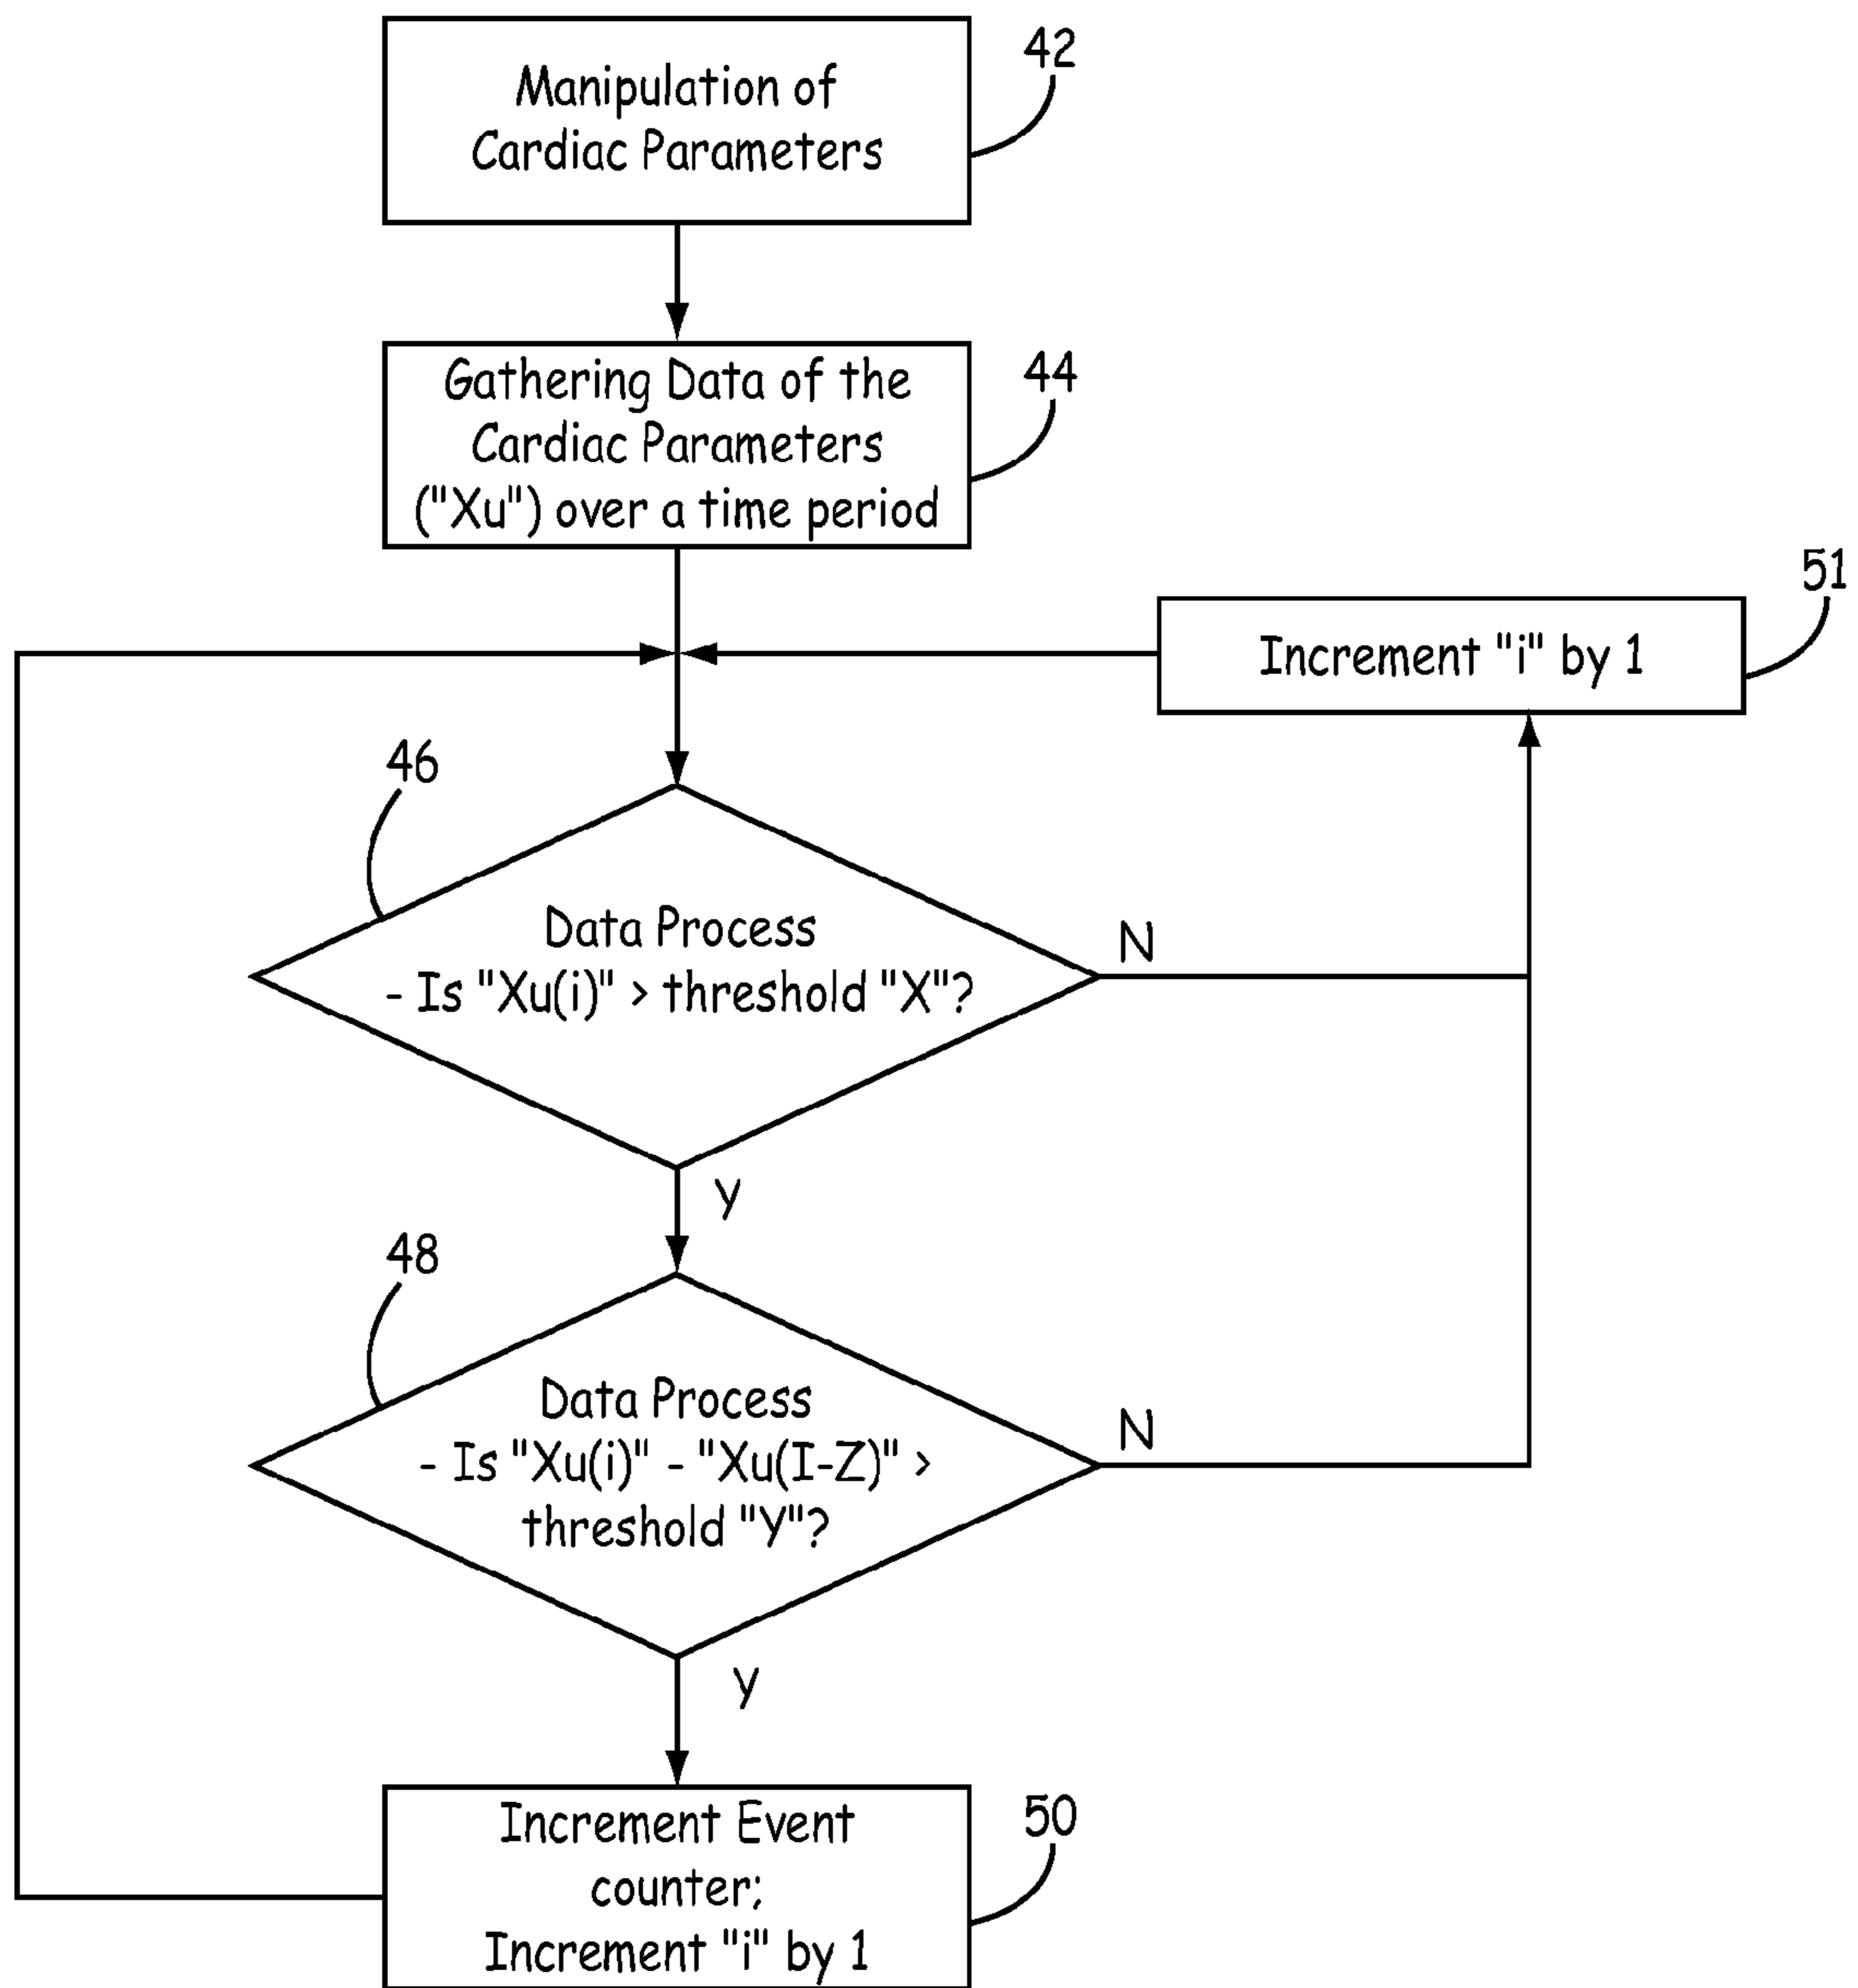 Manipulation of
Cardiac Parameters
42
Gathering Data of the
Cardiac Parameters
("Xu") over a time period
44
Increment "i" by 1
51
46
Data Process
- Is "Xu(i)" > threshold "X"?
N
Y
48
Data Process
- Is "Xu(i)" - "Xu(I-Z)" >
threshold "Y"?
N
Y
Increment Event
counter;
Increment "i" by 1
50